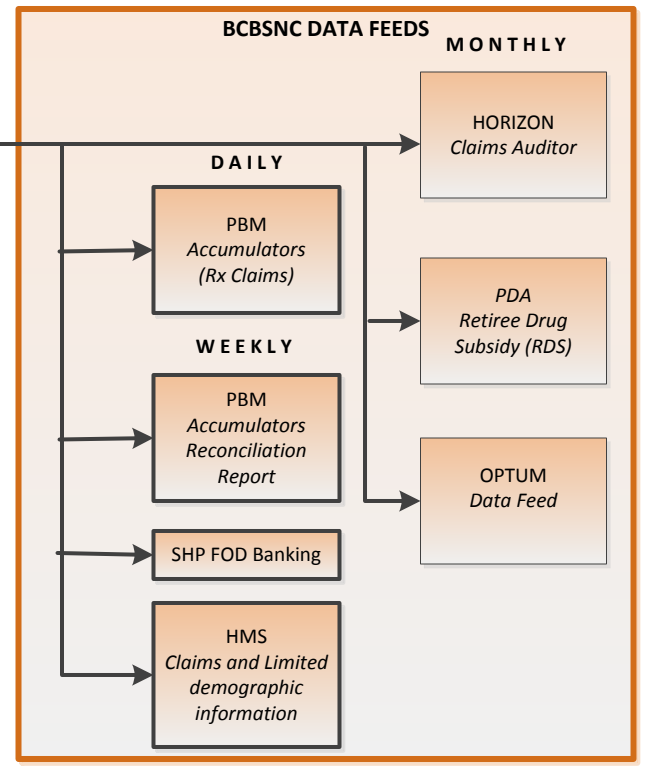 BCBSNC DATA FEEDS
DAILY
PBM
Accumulators
(Rx Claims)
WEEKLY
PBM
Accumulators
Reconciliation
Report
SHP FOD Banking
HMS
Claims and Limited
demographic
information
MONTHLY
HORIZON
Claims Auditor
PDA
Retiree Drug
Subsidy (RDS)
OPTUM
Data Feed